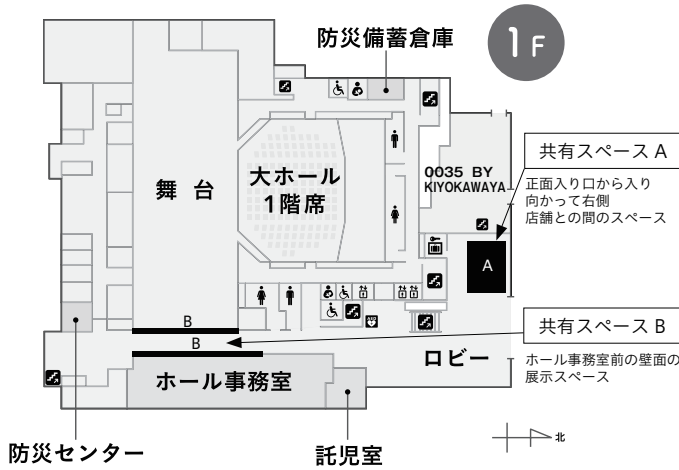 防災備蓄倉庫
1F
舞台
大ホール
1階席
0035 BY
KIYOKAWAYA
共有スペース A
正面入り口から入り
向かって右側
店舗との間のスペース
A
B
B
AED
共有スペース B
ホール事務室前の壁面の
展示スペース
ロビー
ホール事務室
防災センター
託児室
北